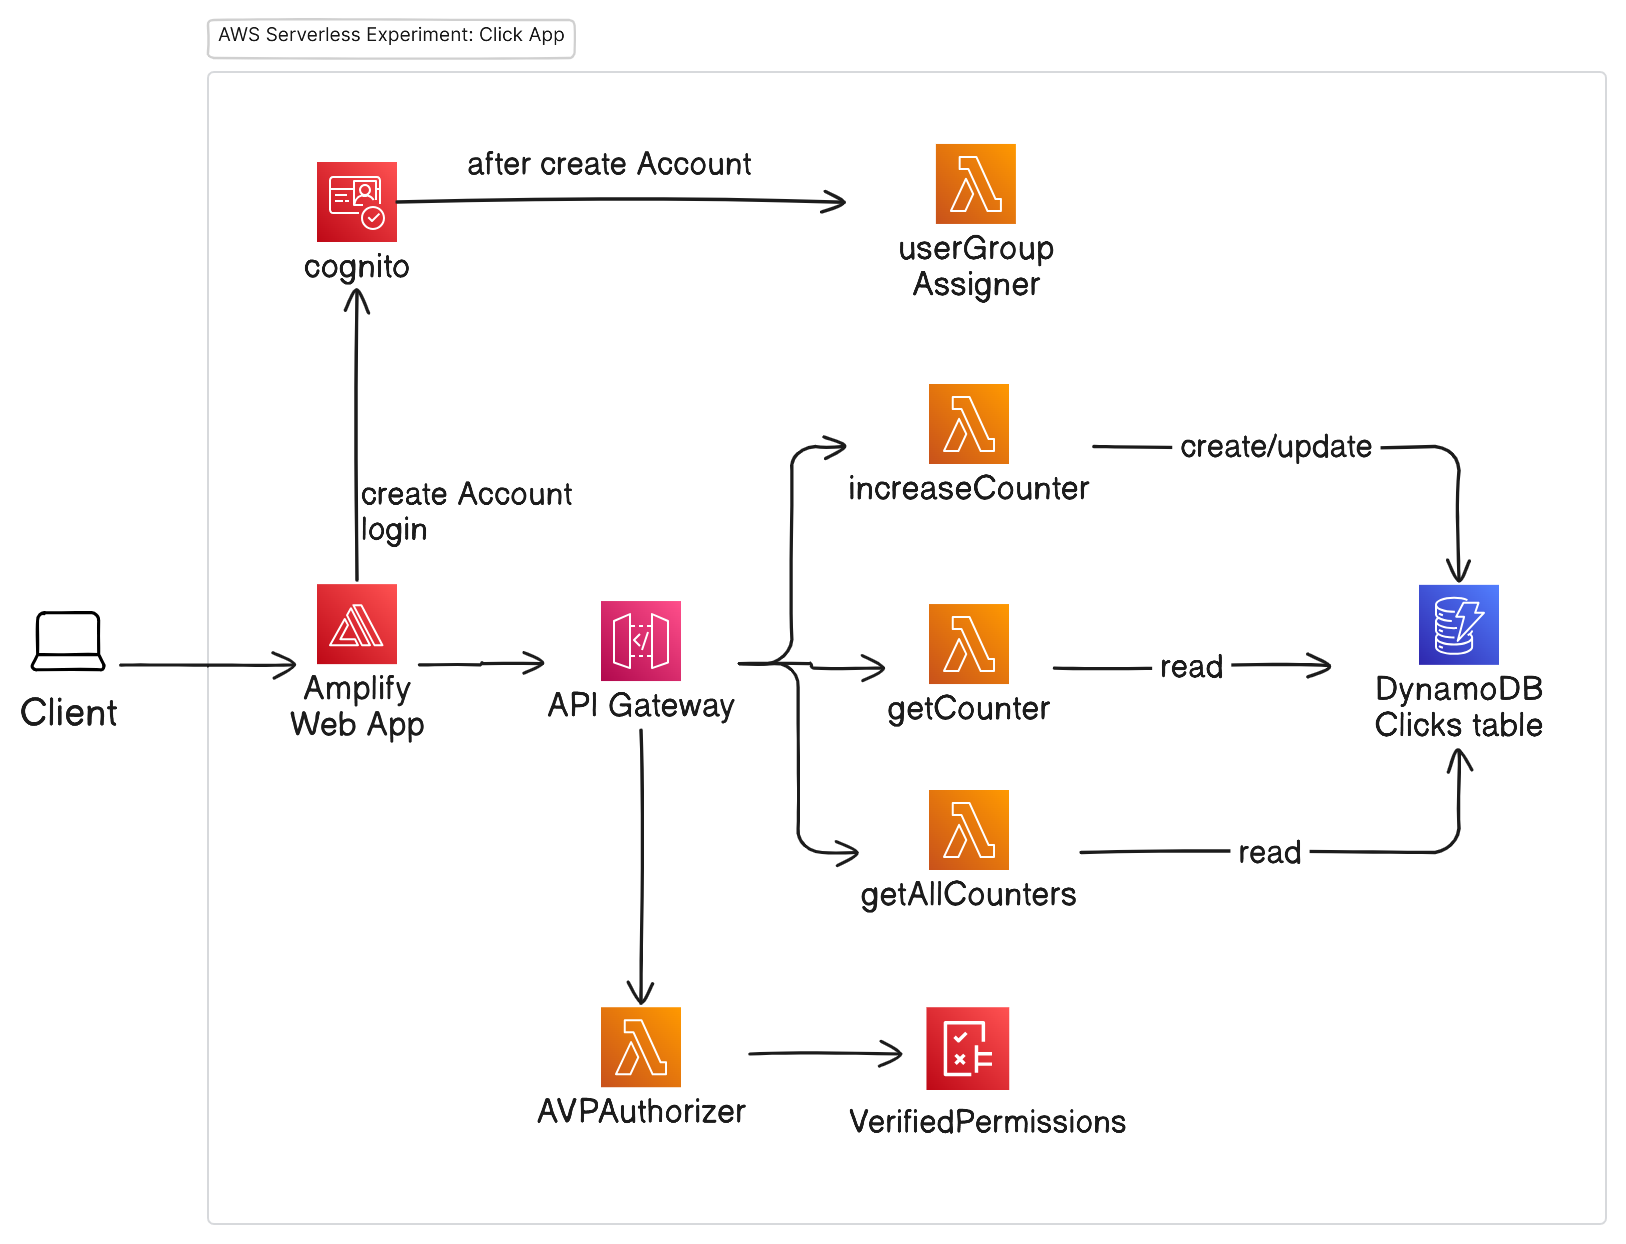 AWS Serverless Experiment: Click App
after create Account
cognito
userGroup
Assigner
create Account
login
increaseCounter
create/update
Client
Amplify
Web App
API Gateway
getCounter
read
DynamoDB
Clicks table
getAllCounters
read
AVPAuthorizer
VerifiedPermissions